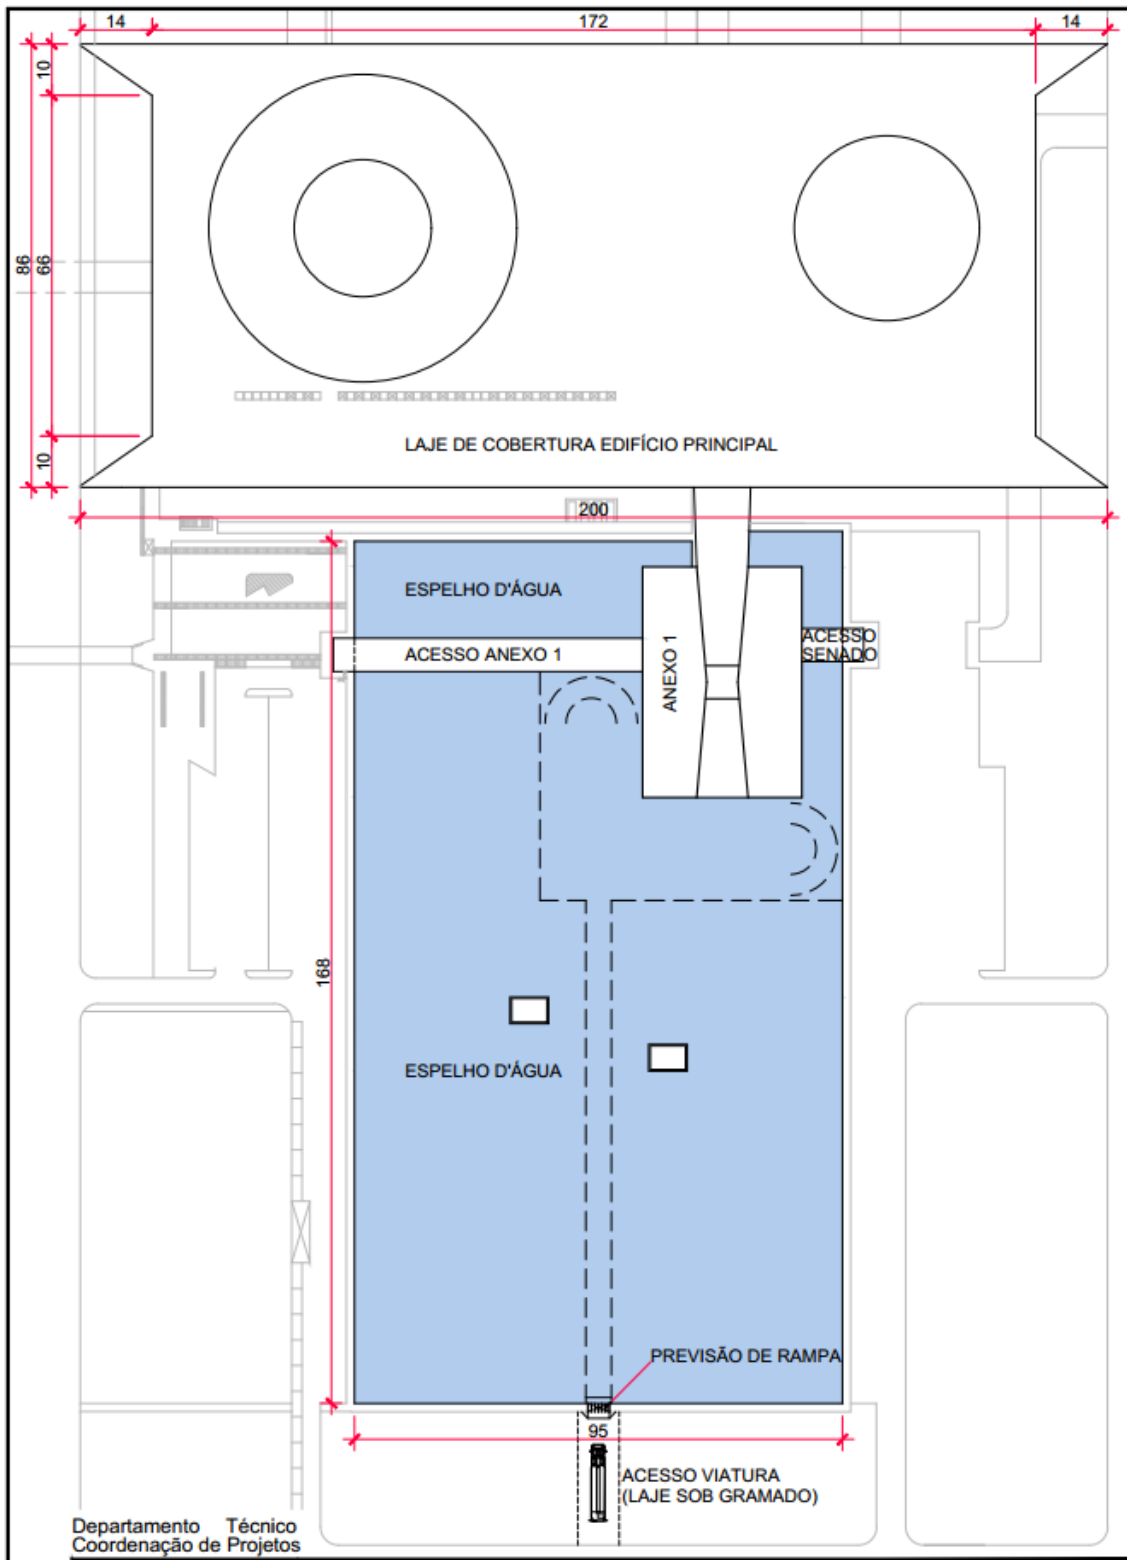 14
172
14
10
86
66
10
LAJE DE COBERTURA EDIFÍCIO PRINCIPAL
200
ESPELHO D'ÁGUA
ACESSO ANEXO 1
ANEXO 1
ACESSO
SENADO
168
ESPELHO D'ÁGUA
PREVISÃO DE RAMPA
95
ACESSO VIATURA
(LAJE SOB GRAMADO)
Departamento Técnico
Coordenação de Projetos